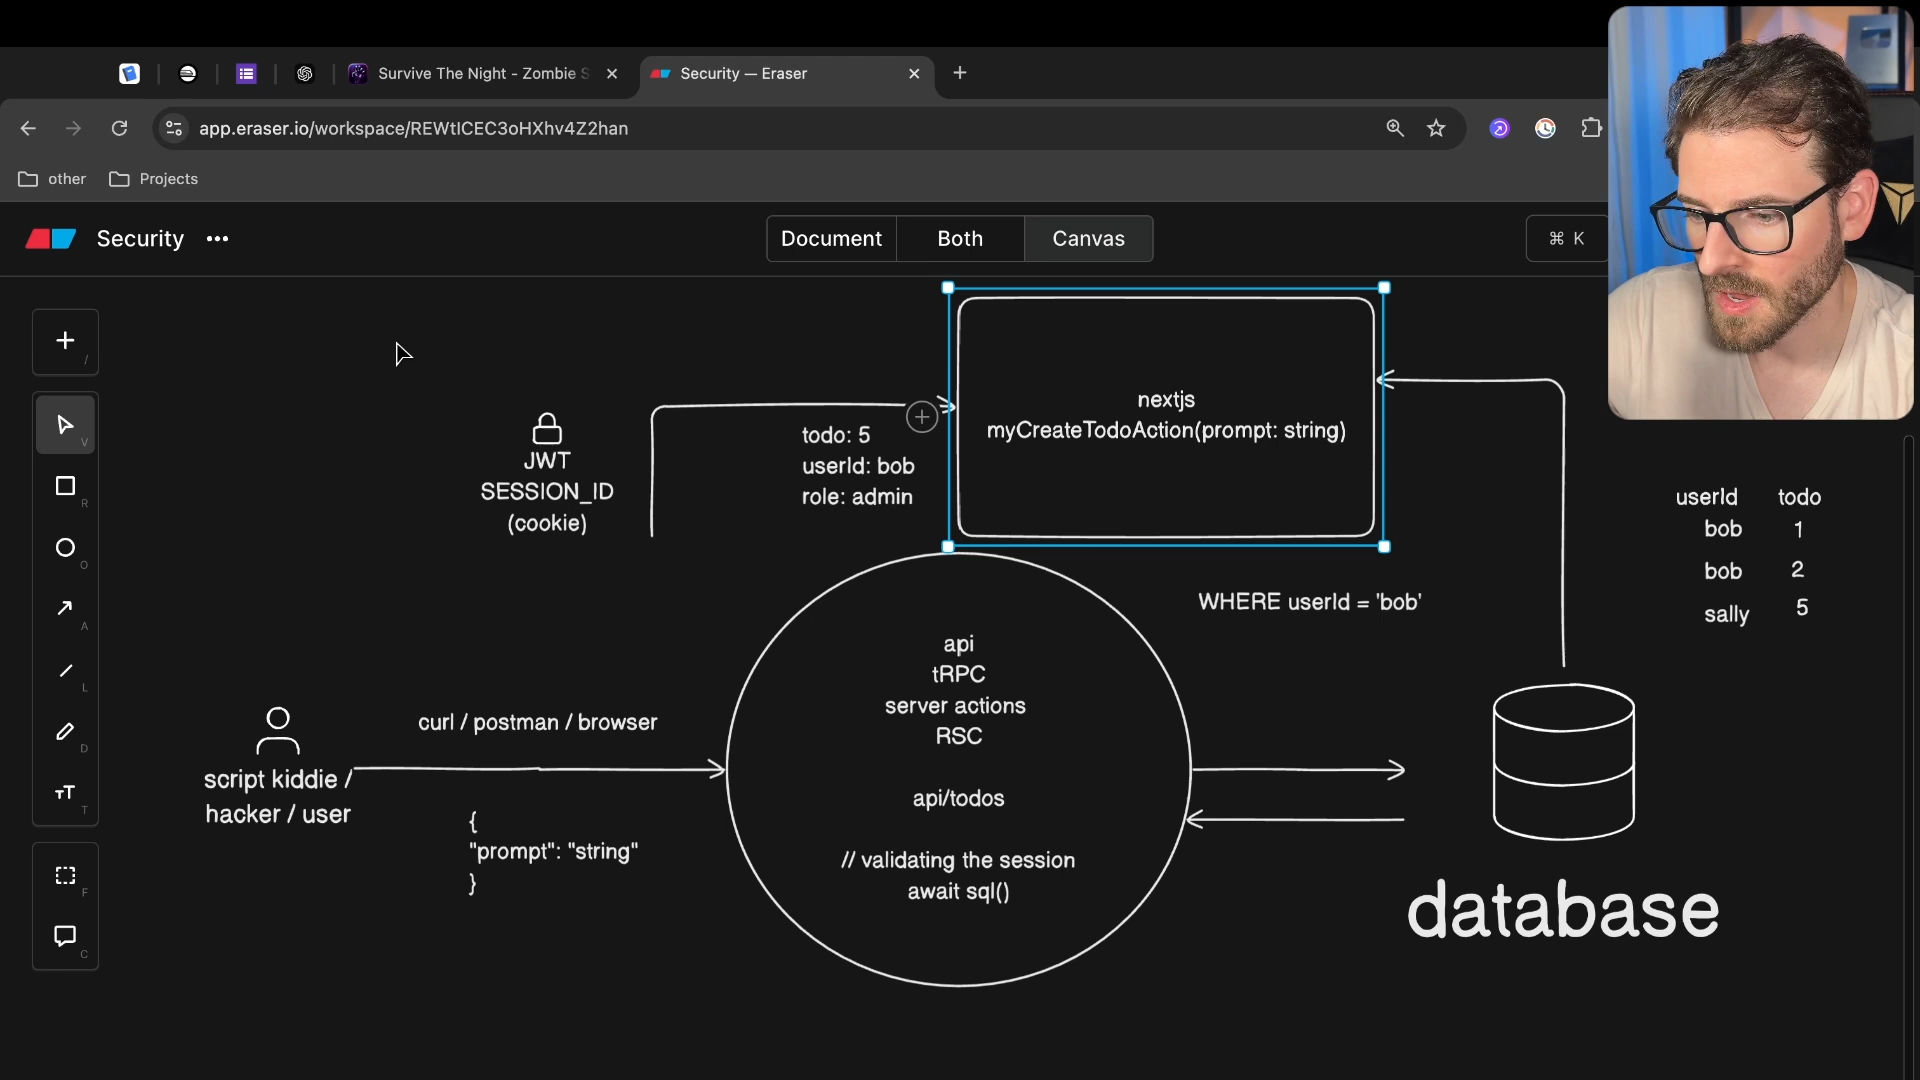 Survive The Night - Zombie S
Security — Eraser
app.eraser.io/workspace/REWtlCEC3oHXhv4Z2han
other
Projects
Security
Document
Both
Canvas
⌘ K
/
V
R
O
A
L
D
T
F
C
nextjs
myCreateTodoAction(prompt: string)
JWT
SESSION_ID
(cookie)
todo: 5
userId: bob
role: admin
userId todo
bob 1
bob 2
sally 5
WHERE userId = 'bob'
api
tRPC
server actions
RSC
api/todos
// validating the session
await sql()
curl / postman / browser
script kiddie /
hacker / user
{
"prompt": "string"
}
database